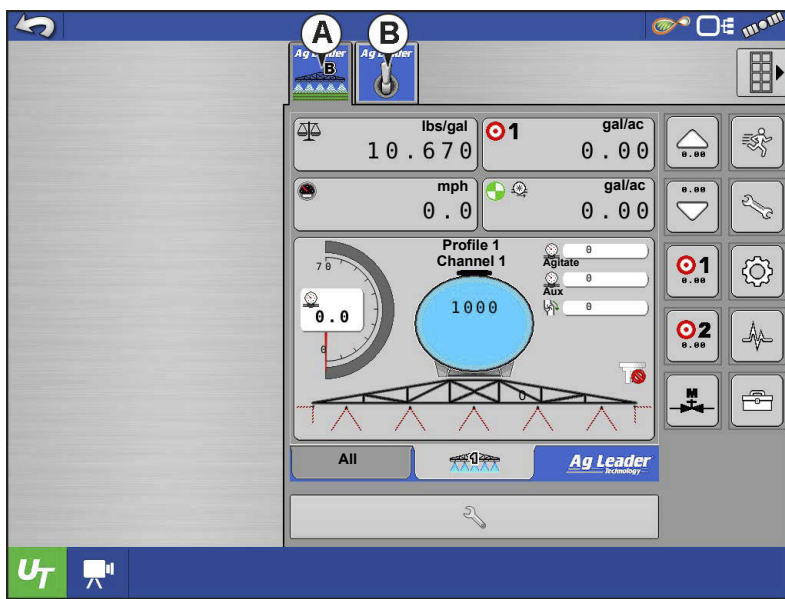 A B
Ag Leader Ag Leader
B
lbs/gal
10.670
1 gal/ac
0.00
0.00
mph
0.0
gal/ac
0.00
0.00
Profile 1
Channel 1
70
0.0
0
1000
0
Agitate
0
Aux
0
0
1
0.00
2
0.00
M
All
1
Ag Leader
Technology
UT